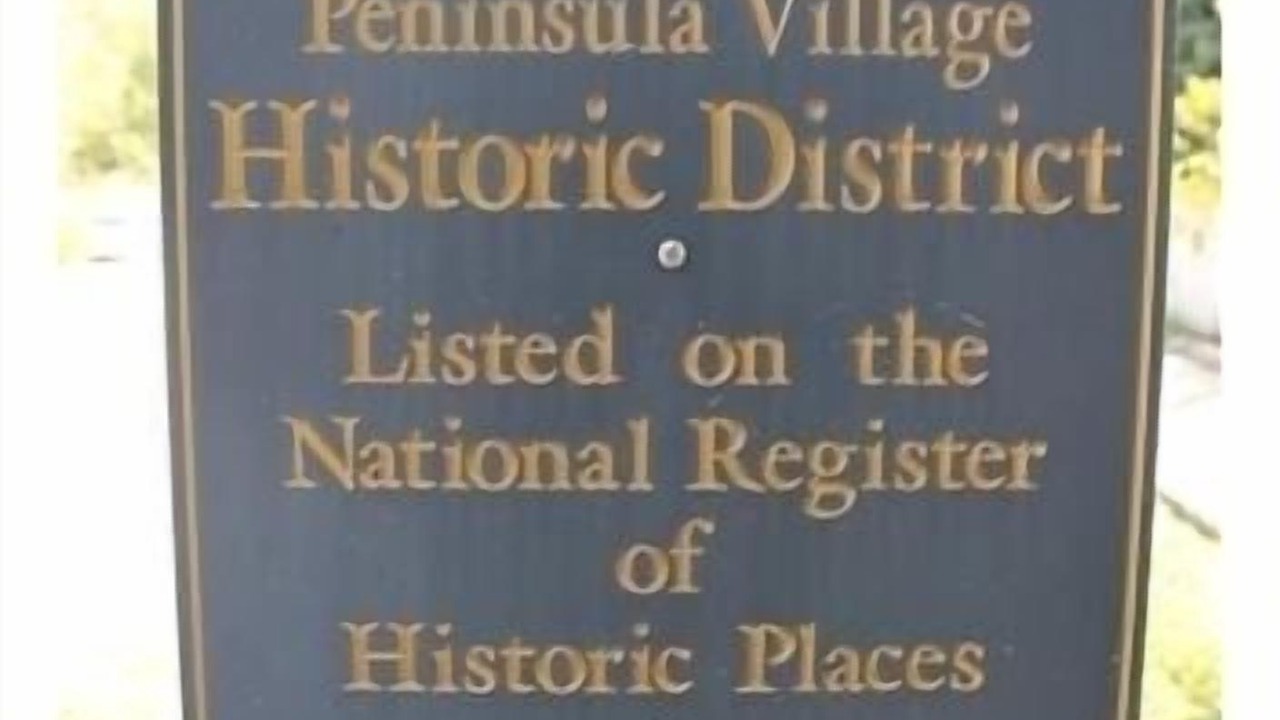 Peninsula Village
Historic District
Listed on the
National Register
of
Historic Places